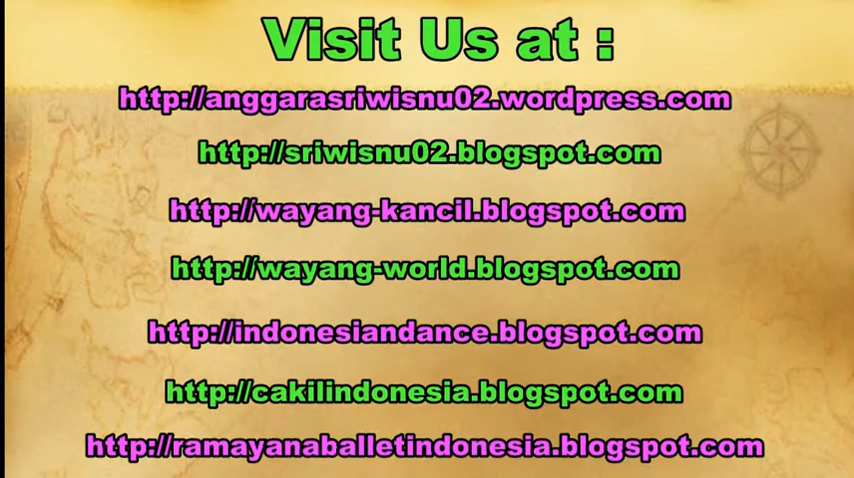 Visit Us at :
http://anggarasriwisnu02.wordpress.com
http://sriwisnu02.blogspot.com
http://wayang-kancil.blogspot.com
http://wayang-world.blogspot.com
http://indonesiandance.blogspot.com
http://cakilindonesia.blogspot.com
http://ramayanaballetindonesia.blogspot.com